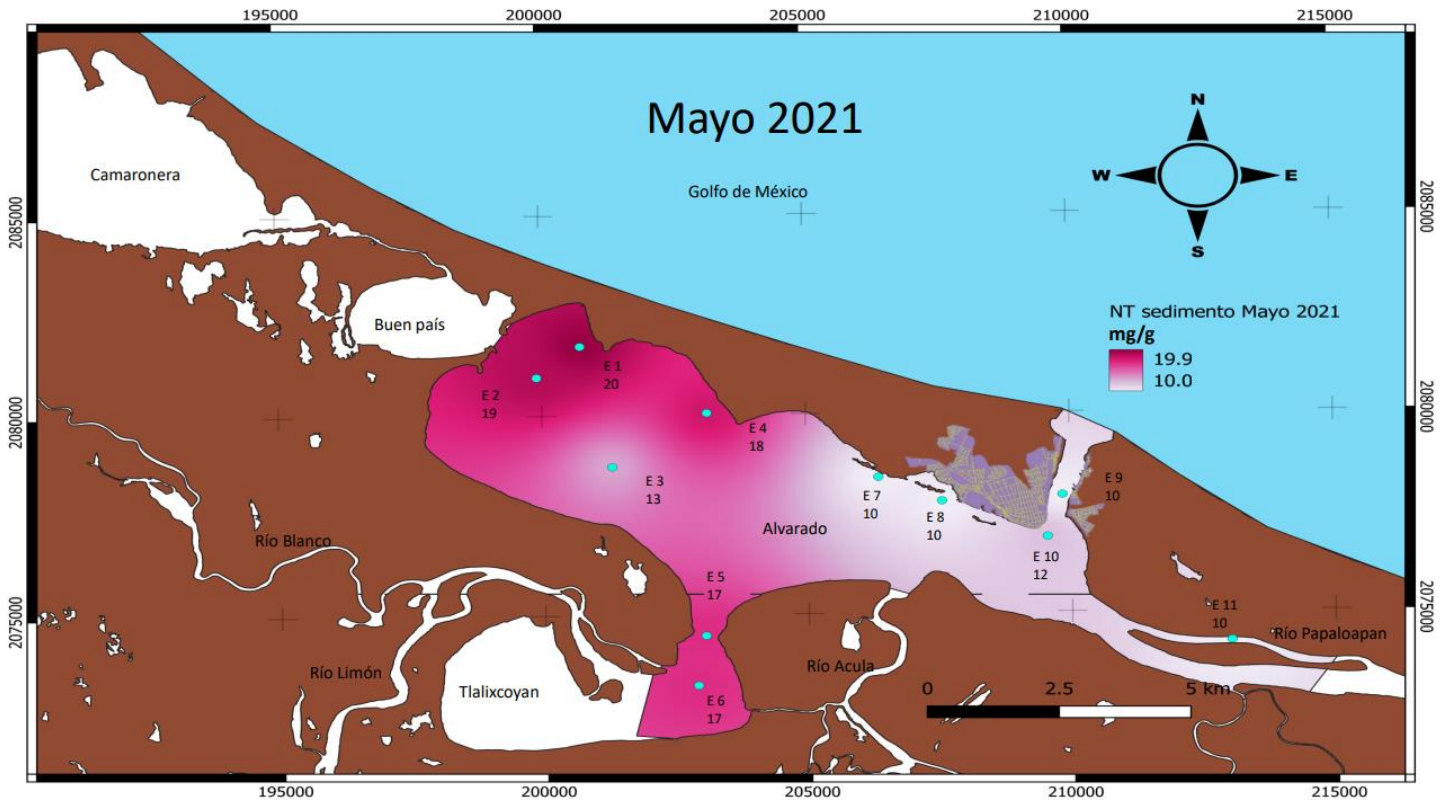 195000
200000
205000
210000
215000
Mayo 2021
N
W
E
S
Golfo de México
Camaronera
2085000
2085000
Buen país
NT sedimento Mayo 2021
mg/g
19.9
10.0
E 1
20
E 2
19
2080000
2080000
E 4
18
E 3
13
E 7
10
E 8
10
E 9
10
Alvarado
Río Blanco
E 10
12
E 5
17
2075000
2075000
E 11
10
Río Papaloapan
Río Limón
Tlalixcoyan
Río Acula
E 6
17
0
2.5
5 km
195000
200000
205000
210000
215000